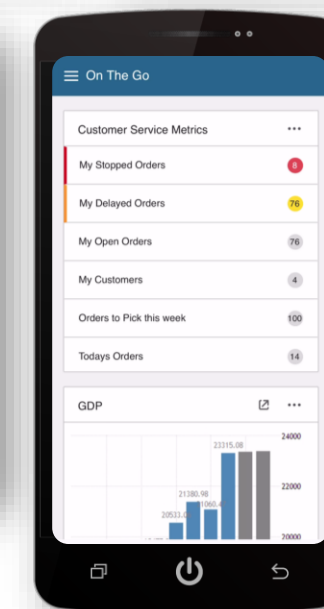 On The Go
Customer Service Metrics
My Stopped Orders 8
My Delayed Orders 76
My Open Orders 76
My Customers 4
Orders to Pick this week 100
Todays Orders 14
GDP
24000
23315.08
22000
21380.98
20000